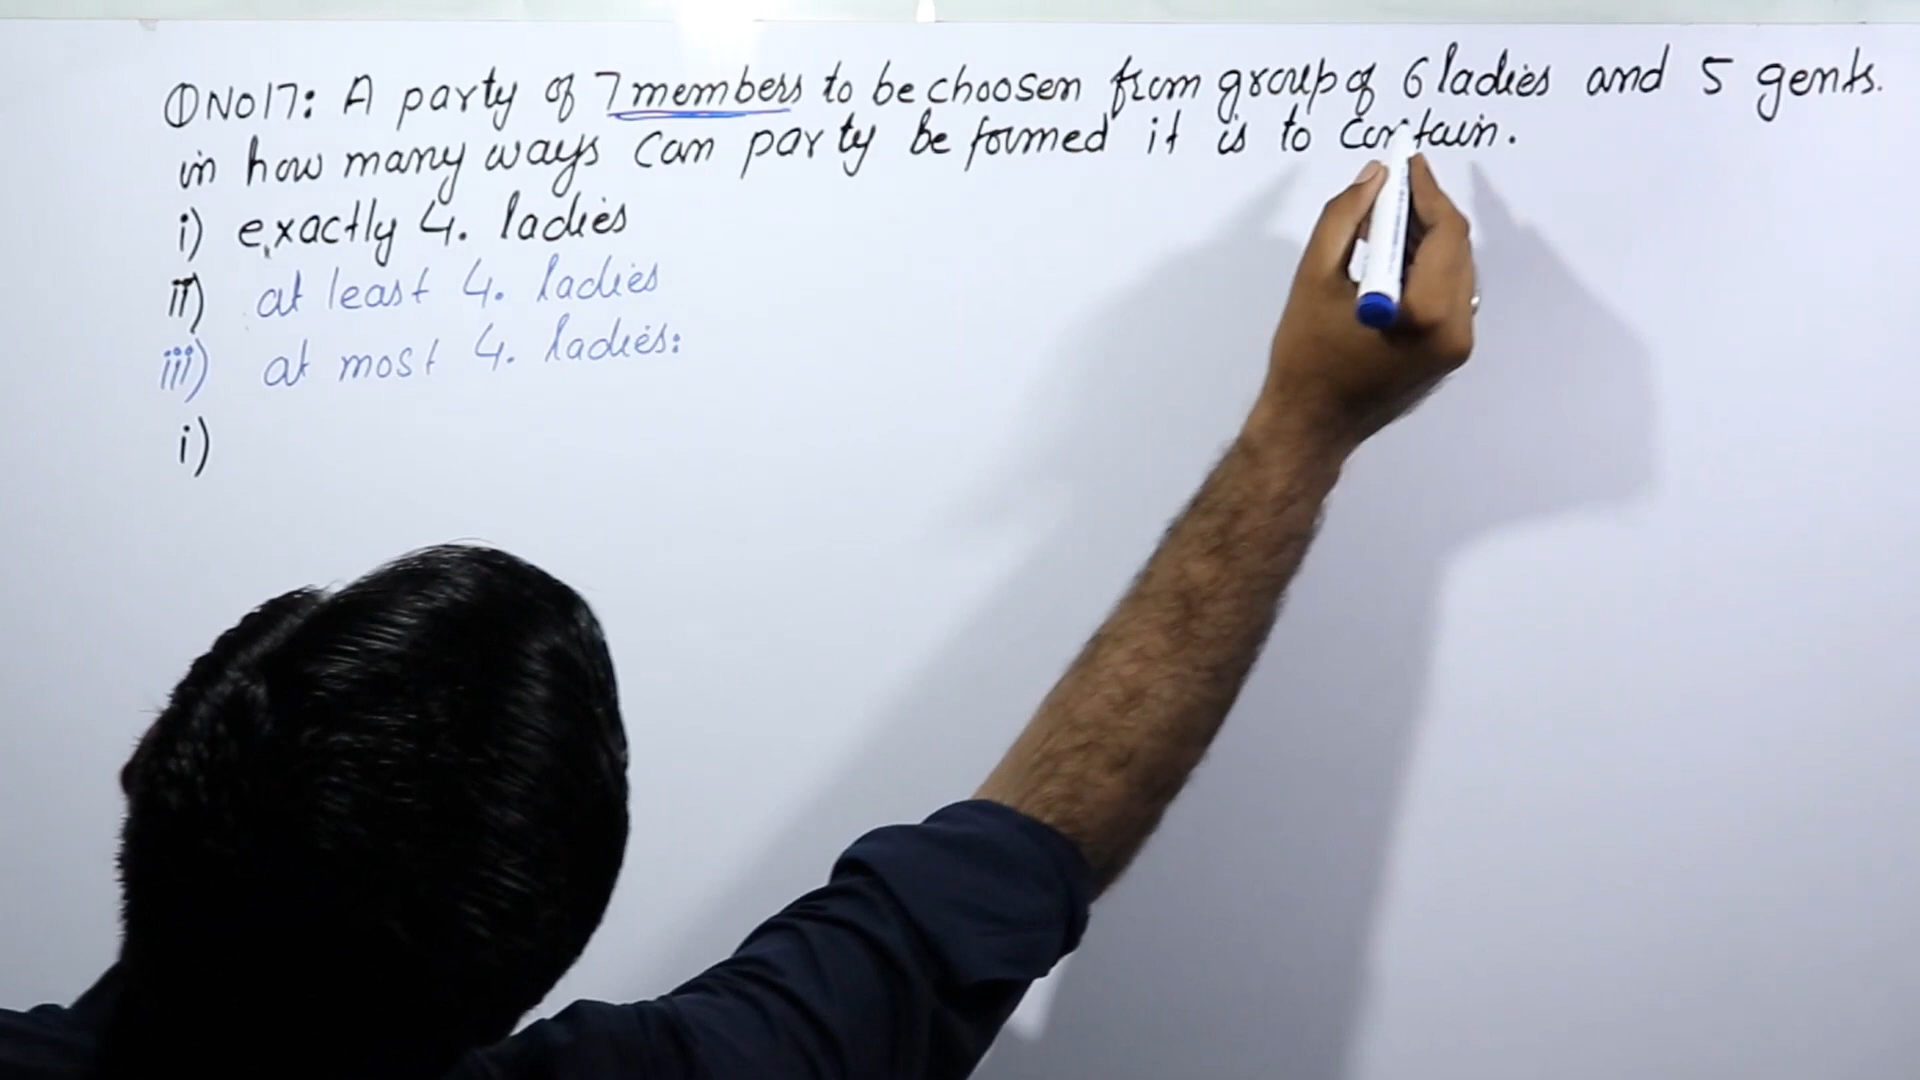 QNO17: A party of 7 members to be choosen from group of 6 ladies and 5 gents.
in how many ways can party be formed it is to contain.
i) exactly 4. ladies
ii) at least 4. ladies
iii) at most 4. ladies:
i)